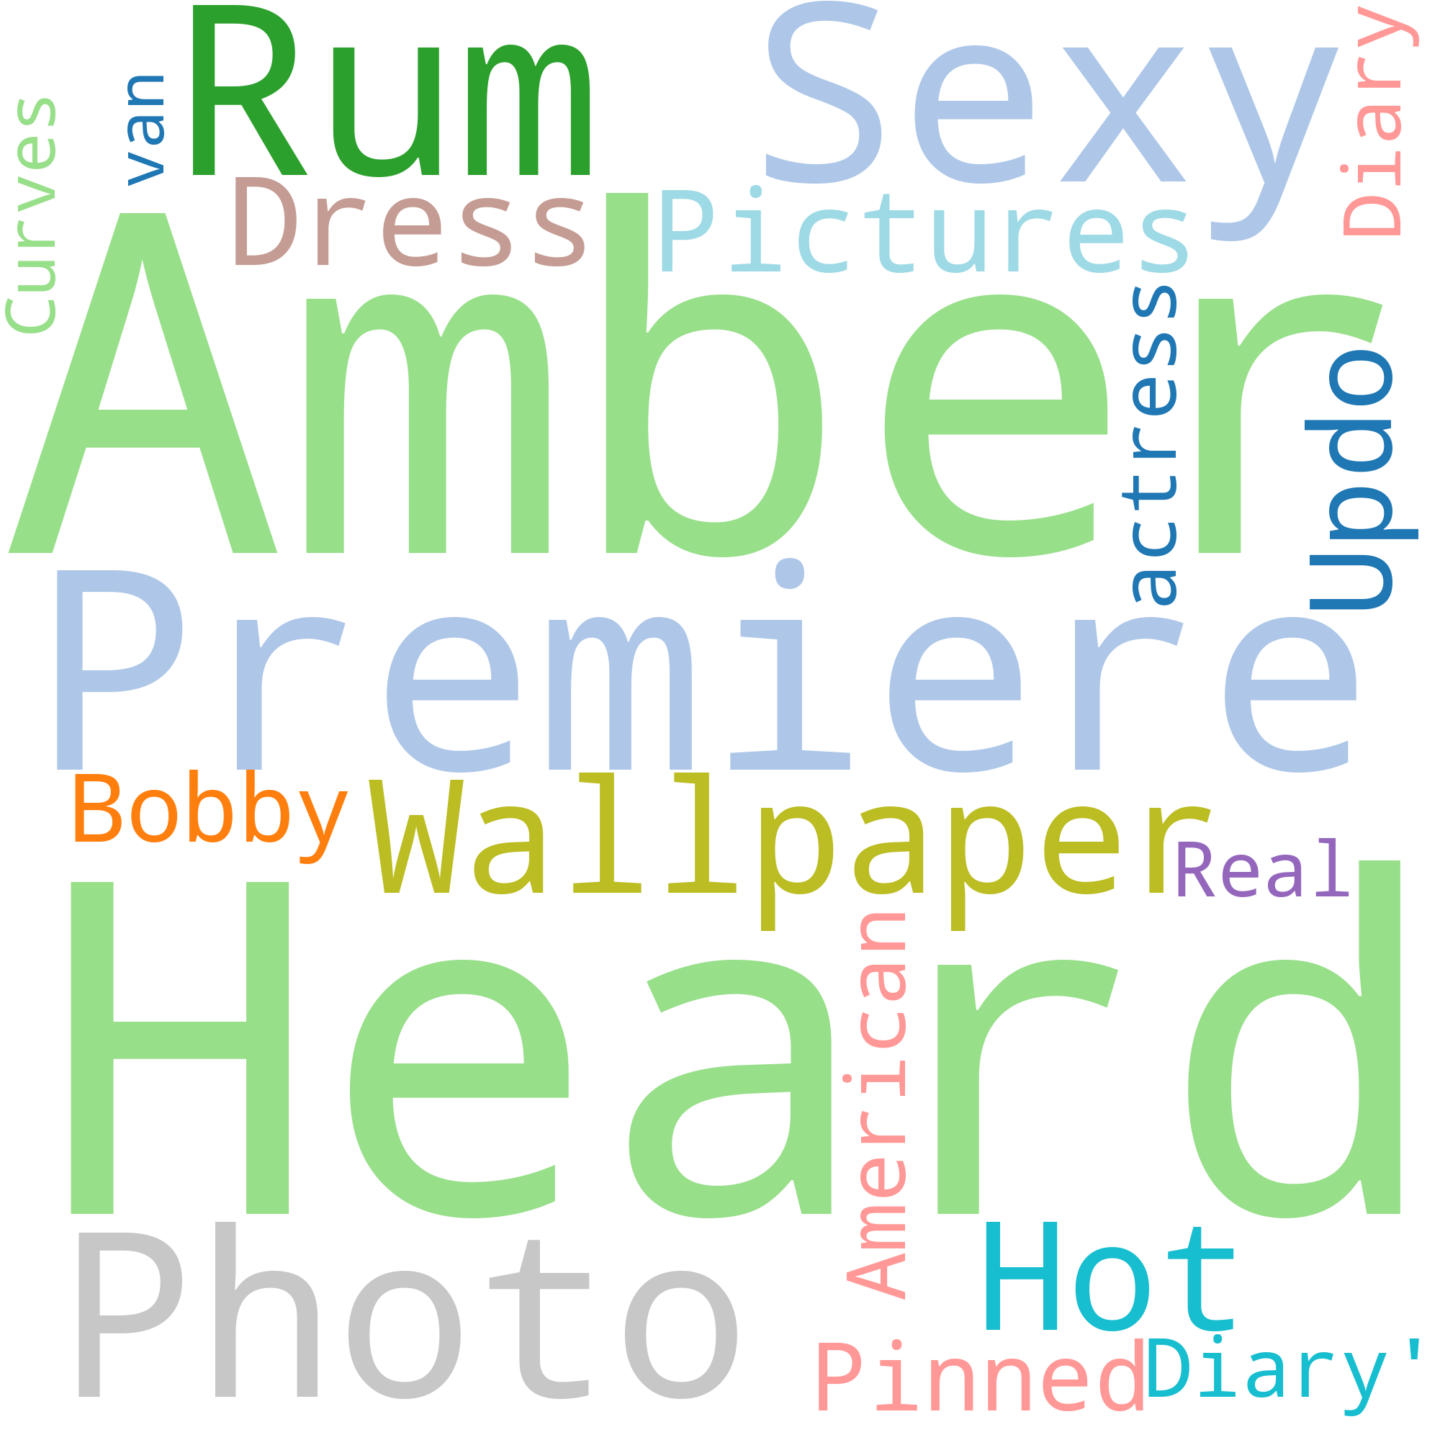 Rum
Sexy
Diary
van
Curves
Dress
Pictures
Amber
actress
Updo
Premiere
Bobby
Wallpaper
Real
Heard
American
Photo
Hot
Pinned
Diary'